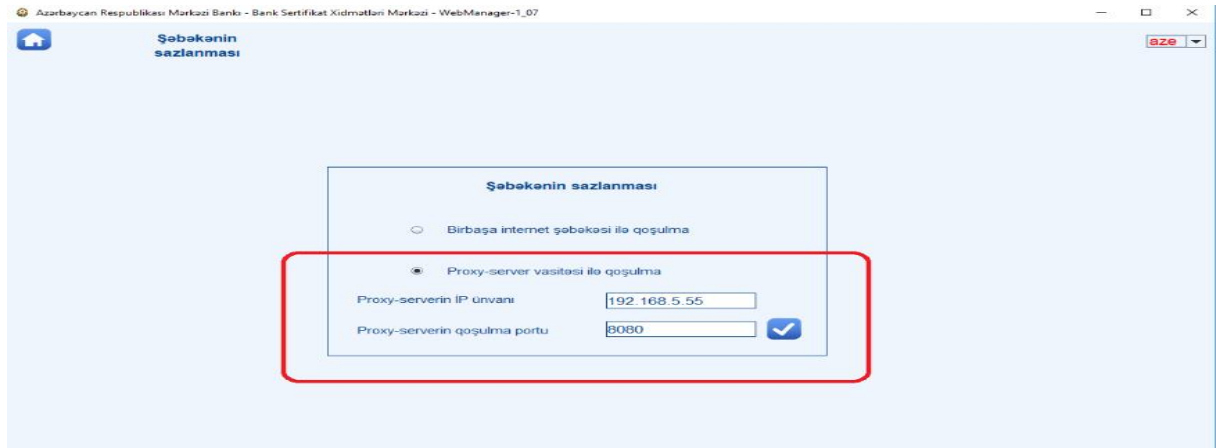 Azərbaycan Respublikası Mərkəzi Bankı - Bank Sertifikat Xidmətləri Mərkəzi - WebManager-1_07
Şəbəkənin
sazlanması
aze
Şəbəkənin sazlanması
Birbaşa internet şəbəkəsi ilə qoşulma
Proxy-server vasitəsi ilə qoşulma
Proxy-serverin İP ünvanı 192.168.5.55
Proxy-serverin qoşulma portu 8080